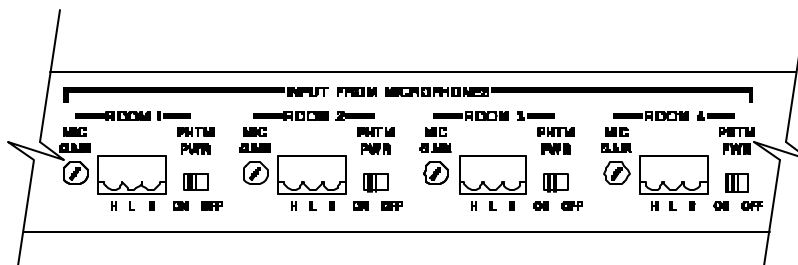 INPUT FROM MICROPHONES
ROOM 1 ROOM 2 ROOM 3 ROOM 4
MIC PHTM MIC PHTM MIC PHTM MIC PHTM
GAIN PWR GAIN PWR GAIN PWR GAIN PWR
H L ON OFF H L ON OFF H L ON OFF H L ON OFF